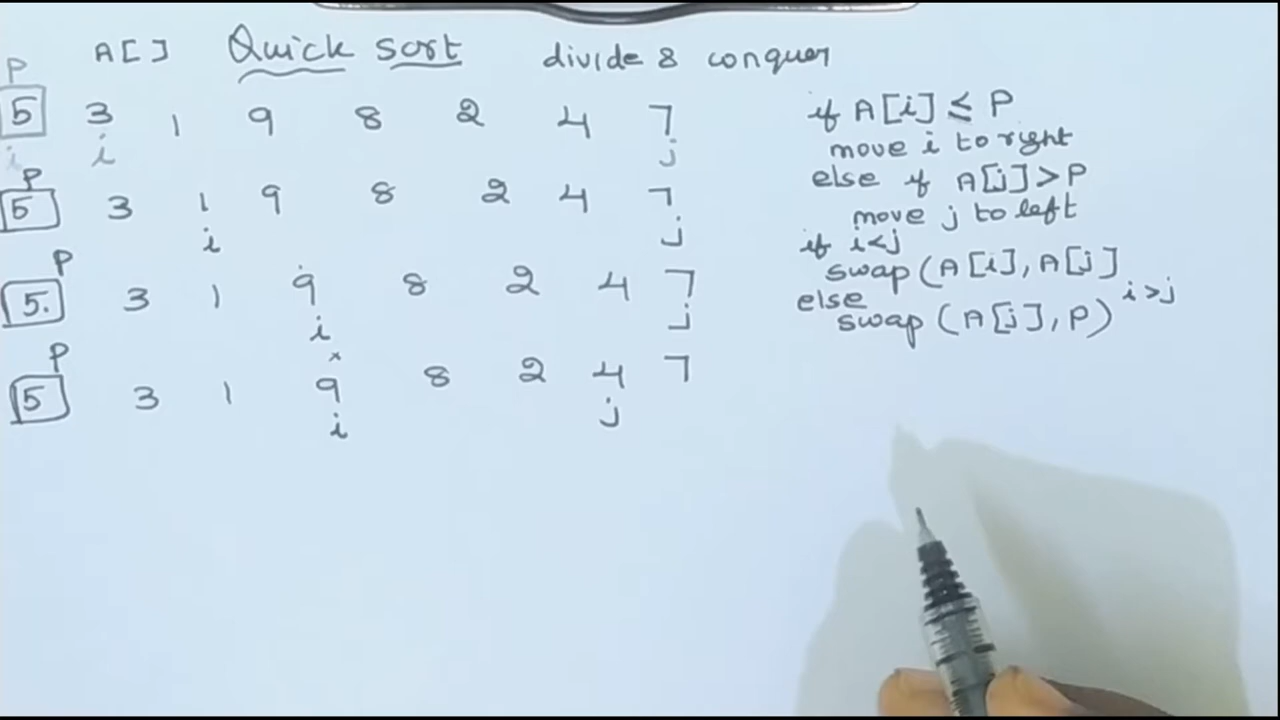 A[] Quick Sort divide & conquer
P
5 3 1 9 8 2 4 7
i i j
P
5 3 1 9 8 2 4 7
i j
P
5. 3 1 9 8 2 4 7
i j
P
5 3 1 9 8 2 4 7
i j
if A[i] ≤ P
move i to right
else if A[j] > P
move j to left
if i<j
swap (A[i], A[j]
else
swap (A[j], P) i>j